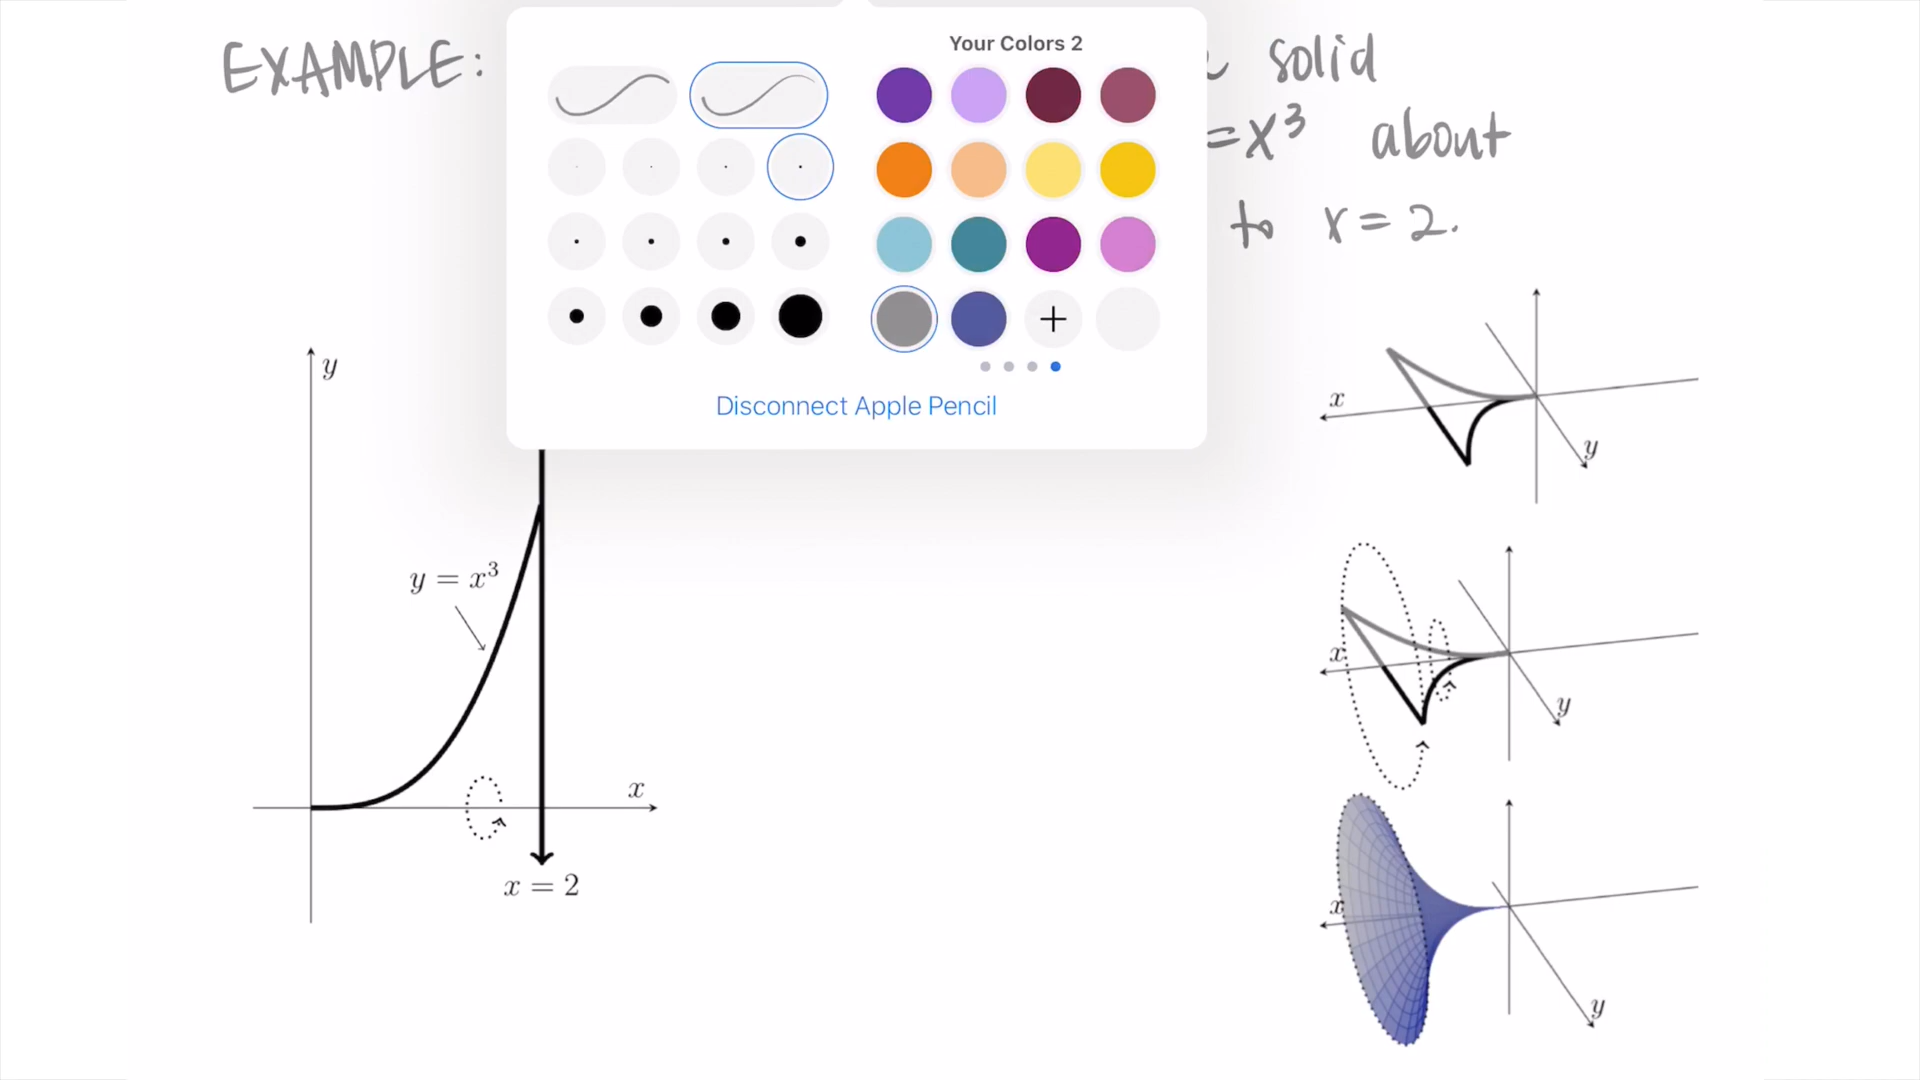 EXAMPLE: solid
=x³ about
to x = 2.
Your Colors 2
Disconnect Apple Pencil
y
y = x³
x
x = 2
x
y
x
y
x
y